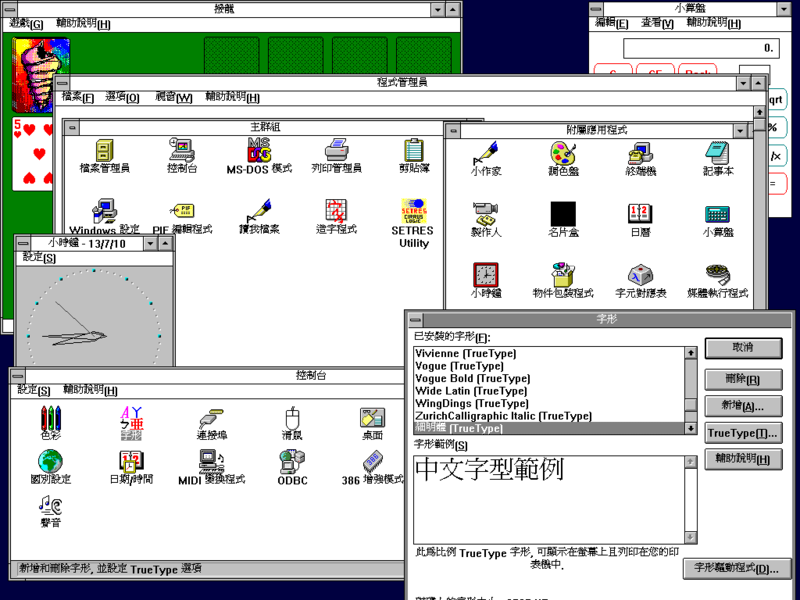 接龍
遊戲(G) 輔助說明(H)
5
小算盤
編輯(E) 查看(V) 輔助說明(H)
0.
C CE Back
qrt
%
/x
=
程式管理員
檔案(F) 選項(O) 視窗(W) 輔助說明(H)
主群組
檔案管理員
控制台
MS-DOS 模式
列印管理員
剪貼簿
Windows 設定
PIF 編輯程式
讀我檔案
造字程式
SETRES
Utility
附屬應用程式
小作家
調色盤
終端機
記事本
製作人
名片盒
日曆
小算盤
小時鐘
物件包裝程式
字元對應表
媒體執行程式
小時鐘 - 13/7/10
設定(S)
控制台
設定(S) 輔助說明(H)
色彩
字形
連接埠
滑鼠
桌面
國別設定
日期/時間
MIDI 變換程式
ODBC
386 增強模式
聲音
新增和刪除字形, 並設定 TrueType 選項
字形
已安裝的字形(F):
Vivienne (TrueType)
Vogue (TrueType)
Vogue Bold (TrueType)
Wide Latin (TrueType)
WingDings (TrueType)
ZurichCalligraphic Italic (TrueType)
細明體 (TrueType)
字形範例(S)
中文字型範例
此為比例 TrueType 字形, 可顯示在螢幕上且列印在您的印
表機中.
取消
刪除(R)
新增(A)...
TrueType(T)...
輔助說明(H)
字形驅動程式(D)...